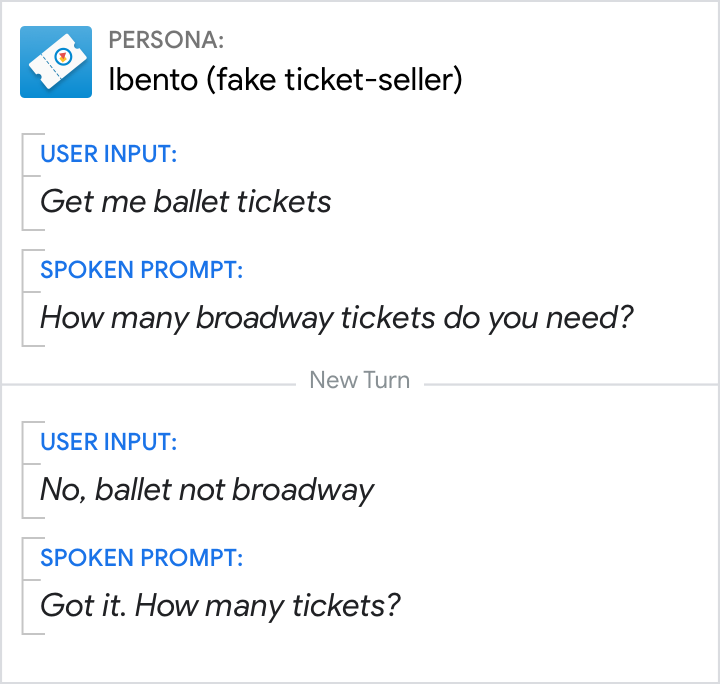 PERSONA:
Ibento (fake ticket-seller)
USER INPUT:
Get me ballet tickets
SPOKEN PROMPT:
How many broadway tickets do you need?
New Turn
USER INPUT:
No, ballet not broadway
SPOKEN PROMPT:
Got it. How many tickets?